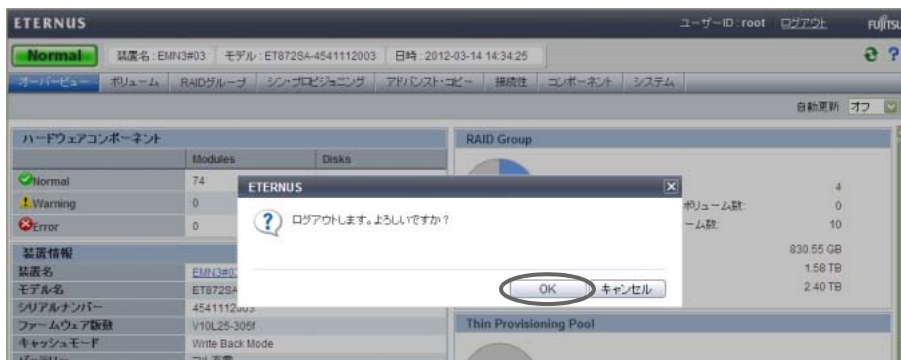 ETERNUS ユーザーID : root ログアウト FUJITSU
Normal 装置名 : EMN3#03 モデル : ET872SA-4541112003 日時 : 2012-03-14 14:34:25
オーバービュー ボリューム RAIDグループ シン・プロビジョニング アドバンスト・コピー 接続性 コンポーネント システム
自動更新 オフ
ハードウェアコンポーネント
Modules Disks
Normal 74
Warning 0
Error 0
装置情報
装置名 EMN3#03
モデル名 ET872SA
シリアルナンバー 4541112003
ファームウェア版数 V10L25-305f
キャッシュモード Write Back Mode
ETERNUS
ログアウトします。よろしいですか?
OK キャンセル
RAID Group
4
ボリューム数: 0
ーム数: 10
830.55 GB
1.58 TB
2.40 TB
Thin Provisioning Pool